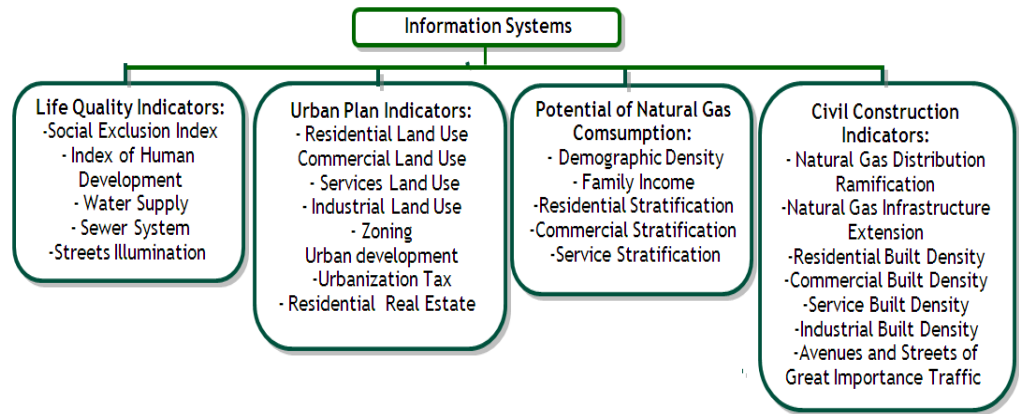 Information Systems
Life Quality Indicators:
-Social Exclusion Index
- Index of Human
Development
- Water Supply
- Sewer System
-Streets Illumination
Urban Plan Indicators:
- Residential Land Use
Commercial Land Use
- Services Land Use
- Industrial Land Use
- Zoning
Urban development
-Urbanization Tax
- Residential Real Estate
Potential of Natural Gas
Comsumption:
- Demographic Density
- Family Income
-Residential Stratification
-Commercial Stratification
-Service Stratification
Civil Construction
Indicators:
- Natural Gas Distribution
Ramification
-Natural Gas Infrastructure
Extension
-Residential Built Density
-Commercial Built Density
-Service Built Density
-Industrial Built Density
-Avenues and Streets of
Great Importance Traffic